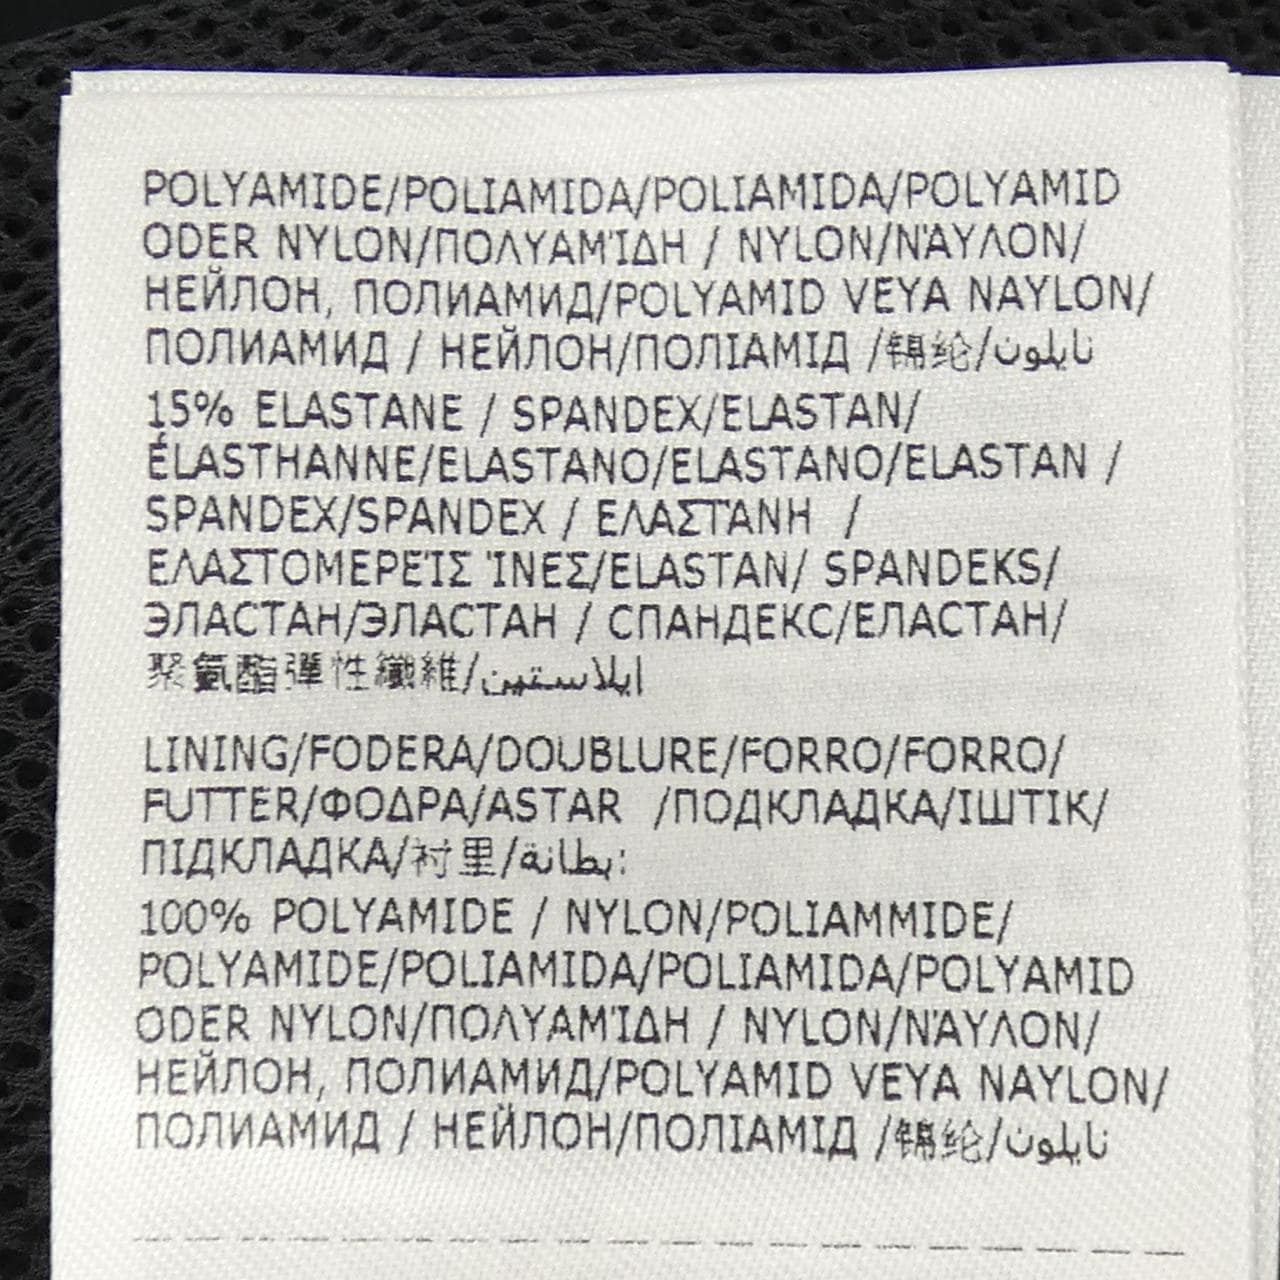 POLYAMIDE/POLIAMIDA/POLIAMIDA/POLYAMID
ODER NYLON/ΠΟΛΥΑΜΊΔΗ / NYLON/ΝΆΥΛΟΝ/
НЕЙЛОН, ПОЛИАМИД/POLYAMID VEYA NAYLON/
ПОЛИАМИД / НЕЙЛОН/ПОЛІАМІД /锦纶/نايلون
15% ELASTANE / SPANDEX/ELASTAN/
ÉLASTHANNE/ELASTANO/ELASTANO/ELASTAN /
SPANDEX/SPANDEX / ΕΛΑΣΤΆΝΗ /
ΕΛΑΣΤΟΜΕΡΕΊΣ ΊΝΕΣ/ELASTAN/ SPANDEKS/
ЭЛАСТАН/ЭЛАСТАН / СПАНДЕКС/ЕЛАСТАН/
聚氨酯彈性纖維/ايلاستين
LINING/FODERA/DOUBLURE/FORRO/FORRO/
FUTTER/ΦΟΔΡΑ/ASTAR /ПОДКЛАДКА/ІШТІК/
ПІДКЛАДКА/衬里/بطانة:
100% POLYAMIDE / NYLON/POLIAMMIDE/
POLYAMIDE/POLIAMIDA/POLIAMIDA/POLYAMID
ODER NYLON/ΠΟΛΥΑΜΊΔΗ / NYLON/ΝΆΥΛΟΝ/
НЕЙЛОН, ПОЛИАМИД/POLYAMID VEYA NAYLON/
ПОЛИАМИД / НЕЙЛОН/ПОЛІАМІД /锦纶/نايلون